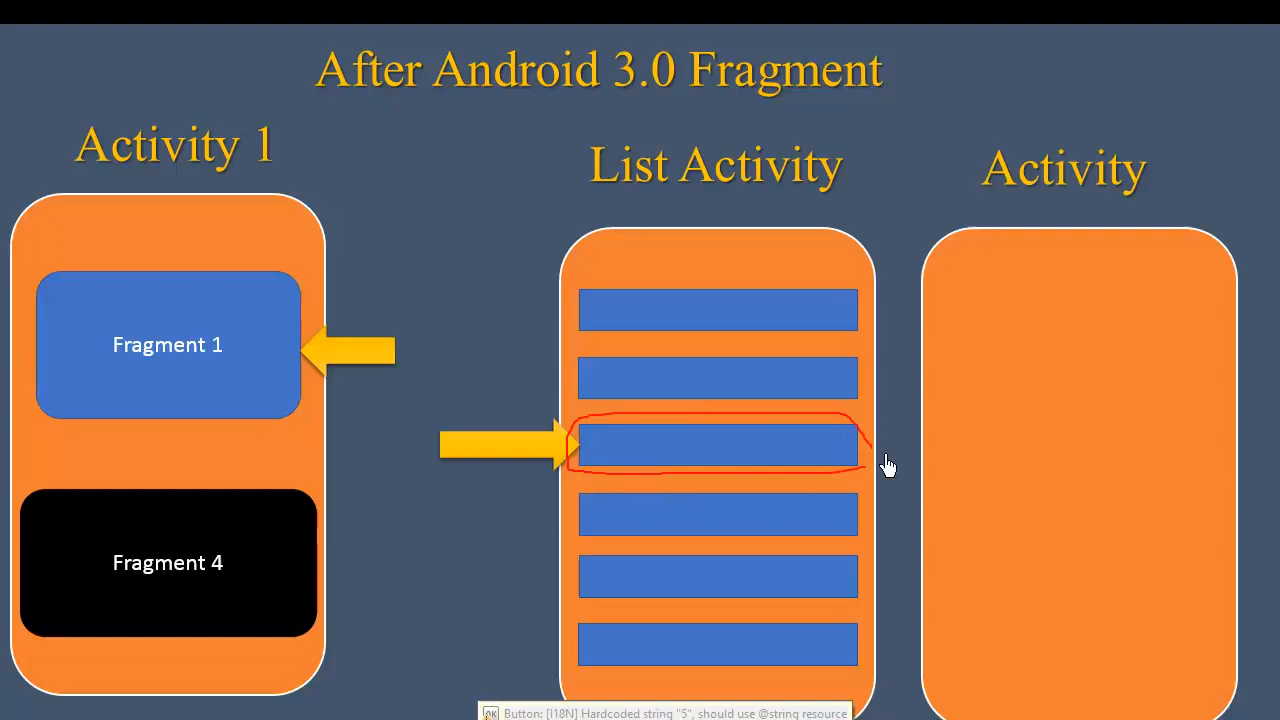 After Android 3.0 Fragment
Activity 1
List Activity
Activity
Fragment 1
Fragment 4
OK Button: [I18N] Hardcoded string "5", should use @string resource